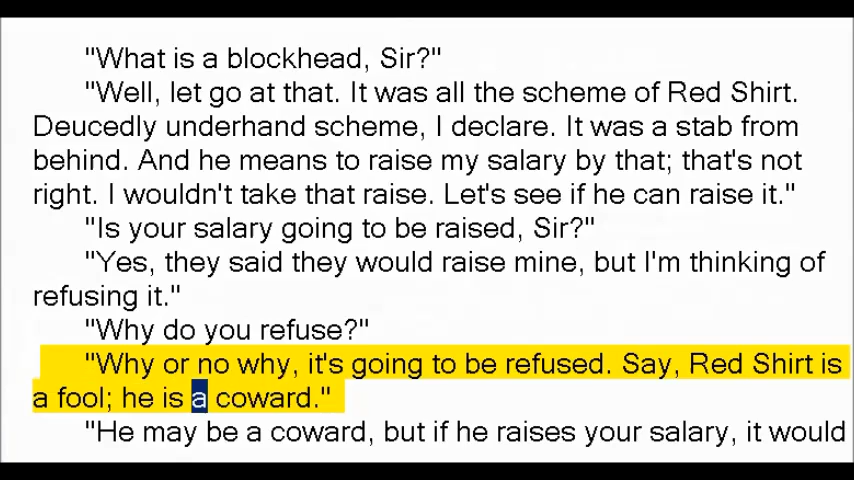 "What is a blockhead, Sir?"
"Well, let go at that. It was all the scheme of Red Shirt.
Deucedly underhand scheme, I declare. It was a stab from
behind. And he means to raise my salary by that; that's not
right. I wouldn't take that raise. Let's see if he can raise it."
"Is your salary going to be raised, Sir?"
"Yes, they said they would raise mine, but I'm thinking of
refusing it."
"Why do you refuse?"
"Why or no why, it's going to be refused. Say, Red Shirt is
a fool; he is a coward."
"He may be a coward, but if he raises your salary, it would